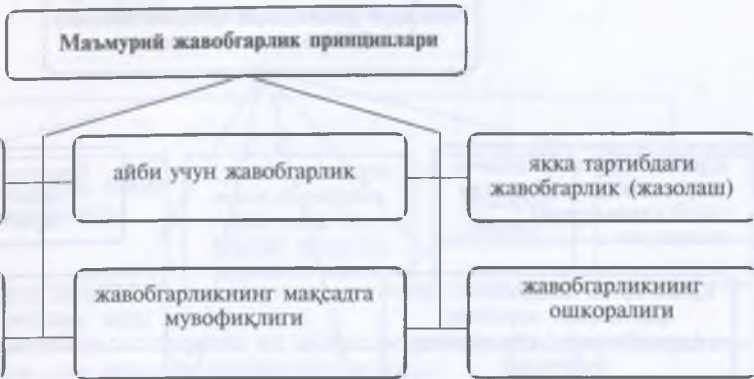 Маъмурий жавобгарлик принциплари
айби учун жавобгарлик
якка тартибдаги
жавобгарлик (жазолаш)
жавобгарликнинг мақсадга
мувофиқлиги
жавобгарликнинг
ошкоралиги